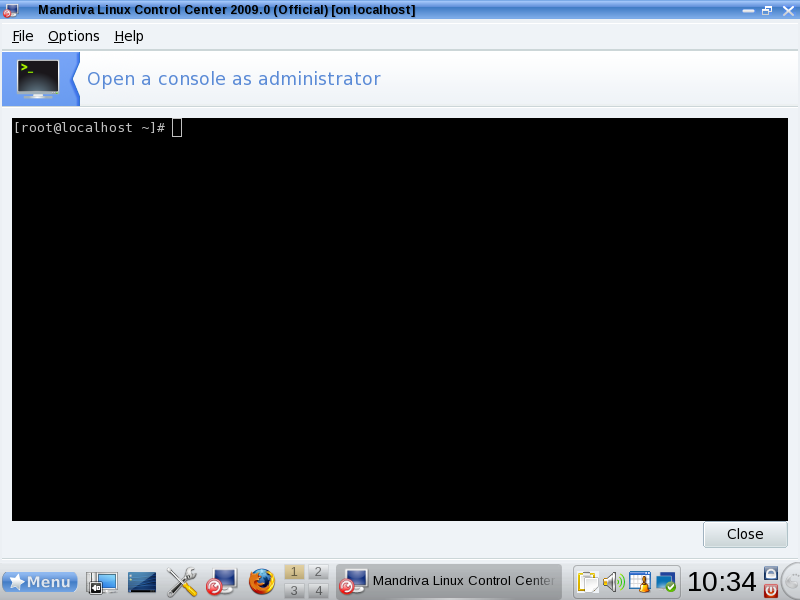 Mandriva Linux Control Center 2009.0 (Official) [on localhost]
File Options Help
>_
Open a console as administrator
[root@localhost ~]#
Close
Menu
1 2
3 4
Mandriva Linux Control Center
10:34